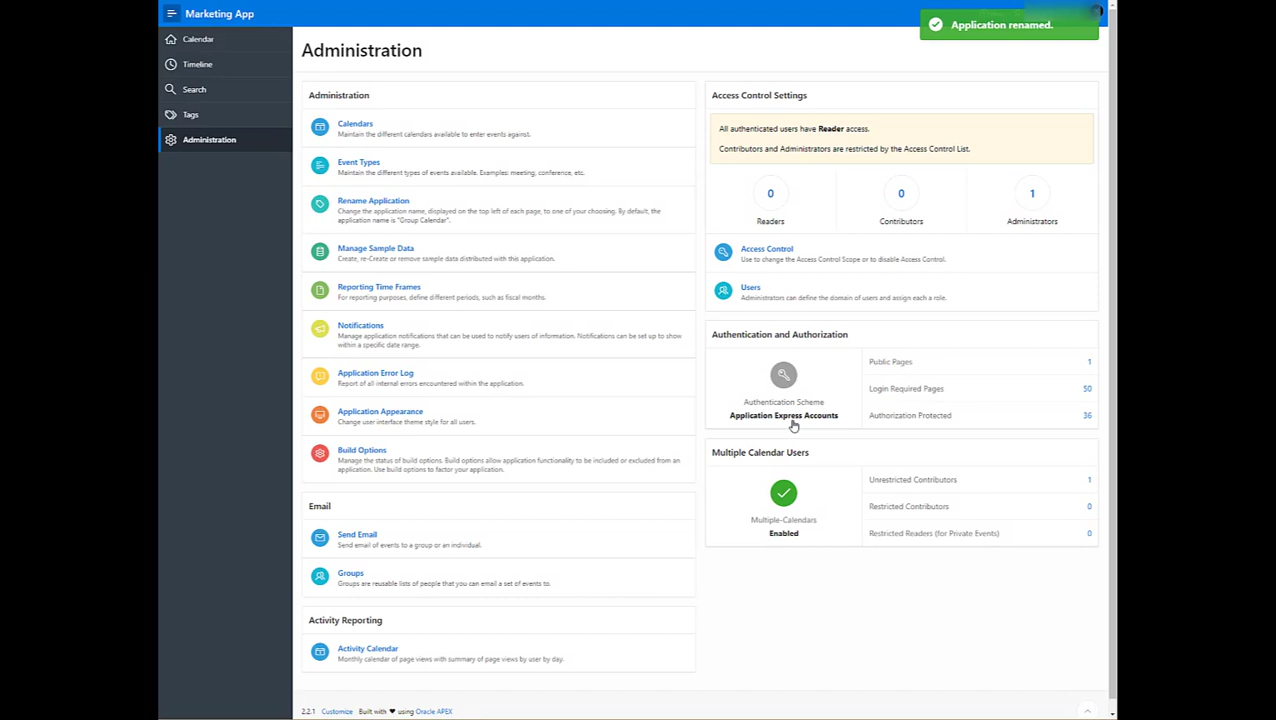 Marketing App
Application renamed.
Calendar
Timeline
Search
Tags
Administration
Administration
Administration
Calendars
Maintain the different calendars available to enter events against.
Event Types
Maintain the different types of events available. Examples: meeting, conference, etc.
Rename Application
Change the application name, displayed on the top left of each page, to one of your choosing. By default, the
application name is "Group Calendar".
Manage Sample Data
Create, re-Create or remove sample data distributed with this application.
Reporting Time Frames
For reporting purposes, define different periods, such as fiscal months.
Notifications
Manage application notifications that can be used to notify users of information. Notifications can be set up to show
within a specific date range.
Application Error Log
Report of all internal errors encountered within the application.
Application Appearance
Change user interface theme style for all users.
Build Options
Manage the status of build options. Build options allow application functionality to be included or excluded from an
application. Use build options to factor your application.
Email
Send Email
Send email of events to a group or an individual.
Groups
Groups are reusable lists of people that you can email a set of events to.
Activity Reporting
Activity Calendar
Monthly calendar of page views with summary of page views by user by day.
Access Control Settings
All authenticated users have Reader access.
Contributors and Administrators are restricted by the Access Control List.
0 0 1
Readers Contributors Administrators
Access Control
Use to change the Access Control Scope or to disable Access Control.
Users
Administrators can define the domain of users and assign each a role.
Authentication and Authorization
Authentication Scheme
Application Express Accounts
Public Pages 1
Login Required Pages 50
Authorization Protected 36
Multiple Calendar Users
Multiple-Calendars
Enabled
Unrestricted Contributors 1
Restricted Contributors 0
Restricted Readers (for Private Events) 0
2.2.1 Customize Built with ♥ using Oracle APEX